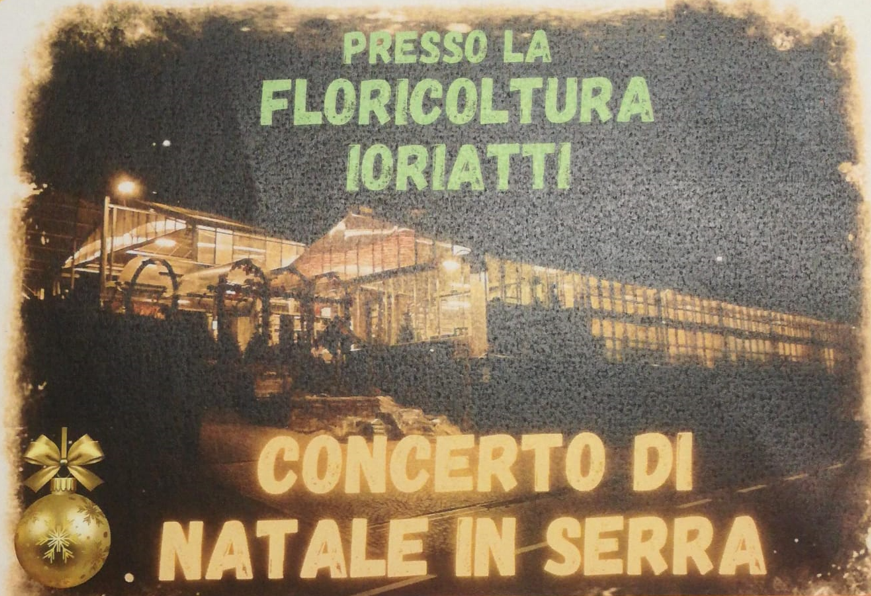 PRESSO LA
FLORICOLTURA
IORIATTI
CONCERTO DI
NATALE IN SERRA